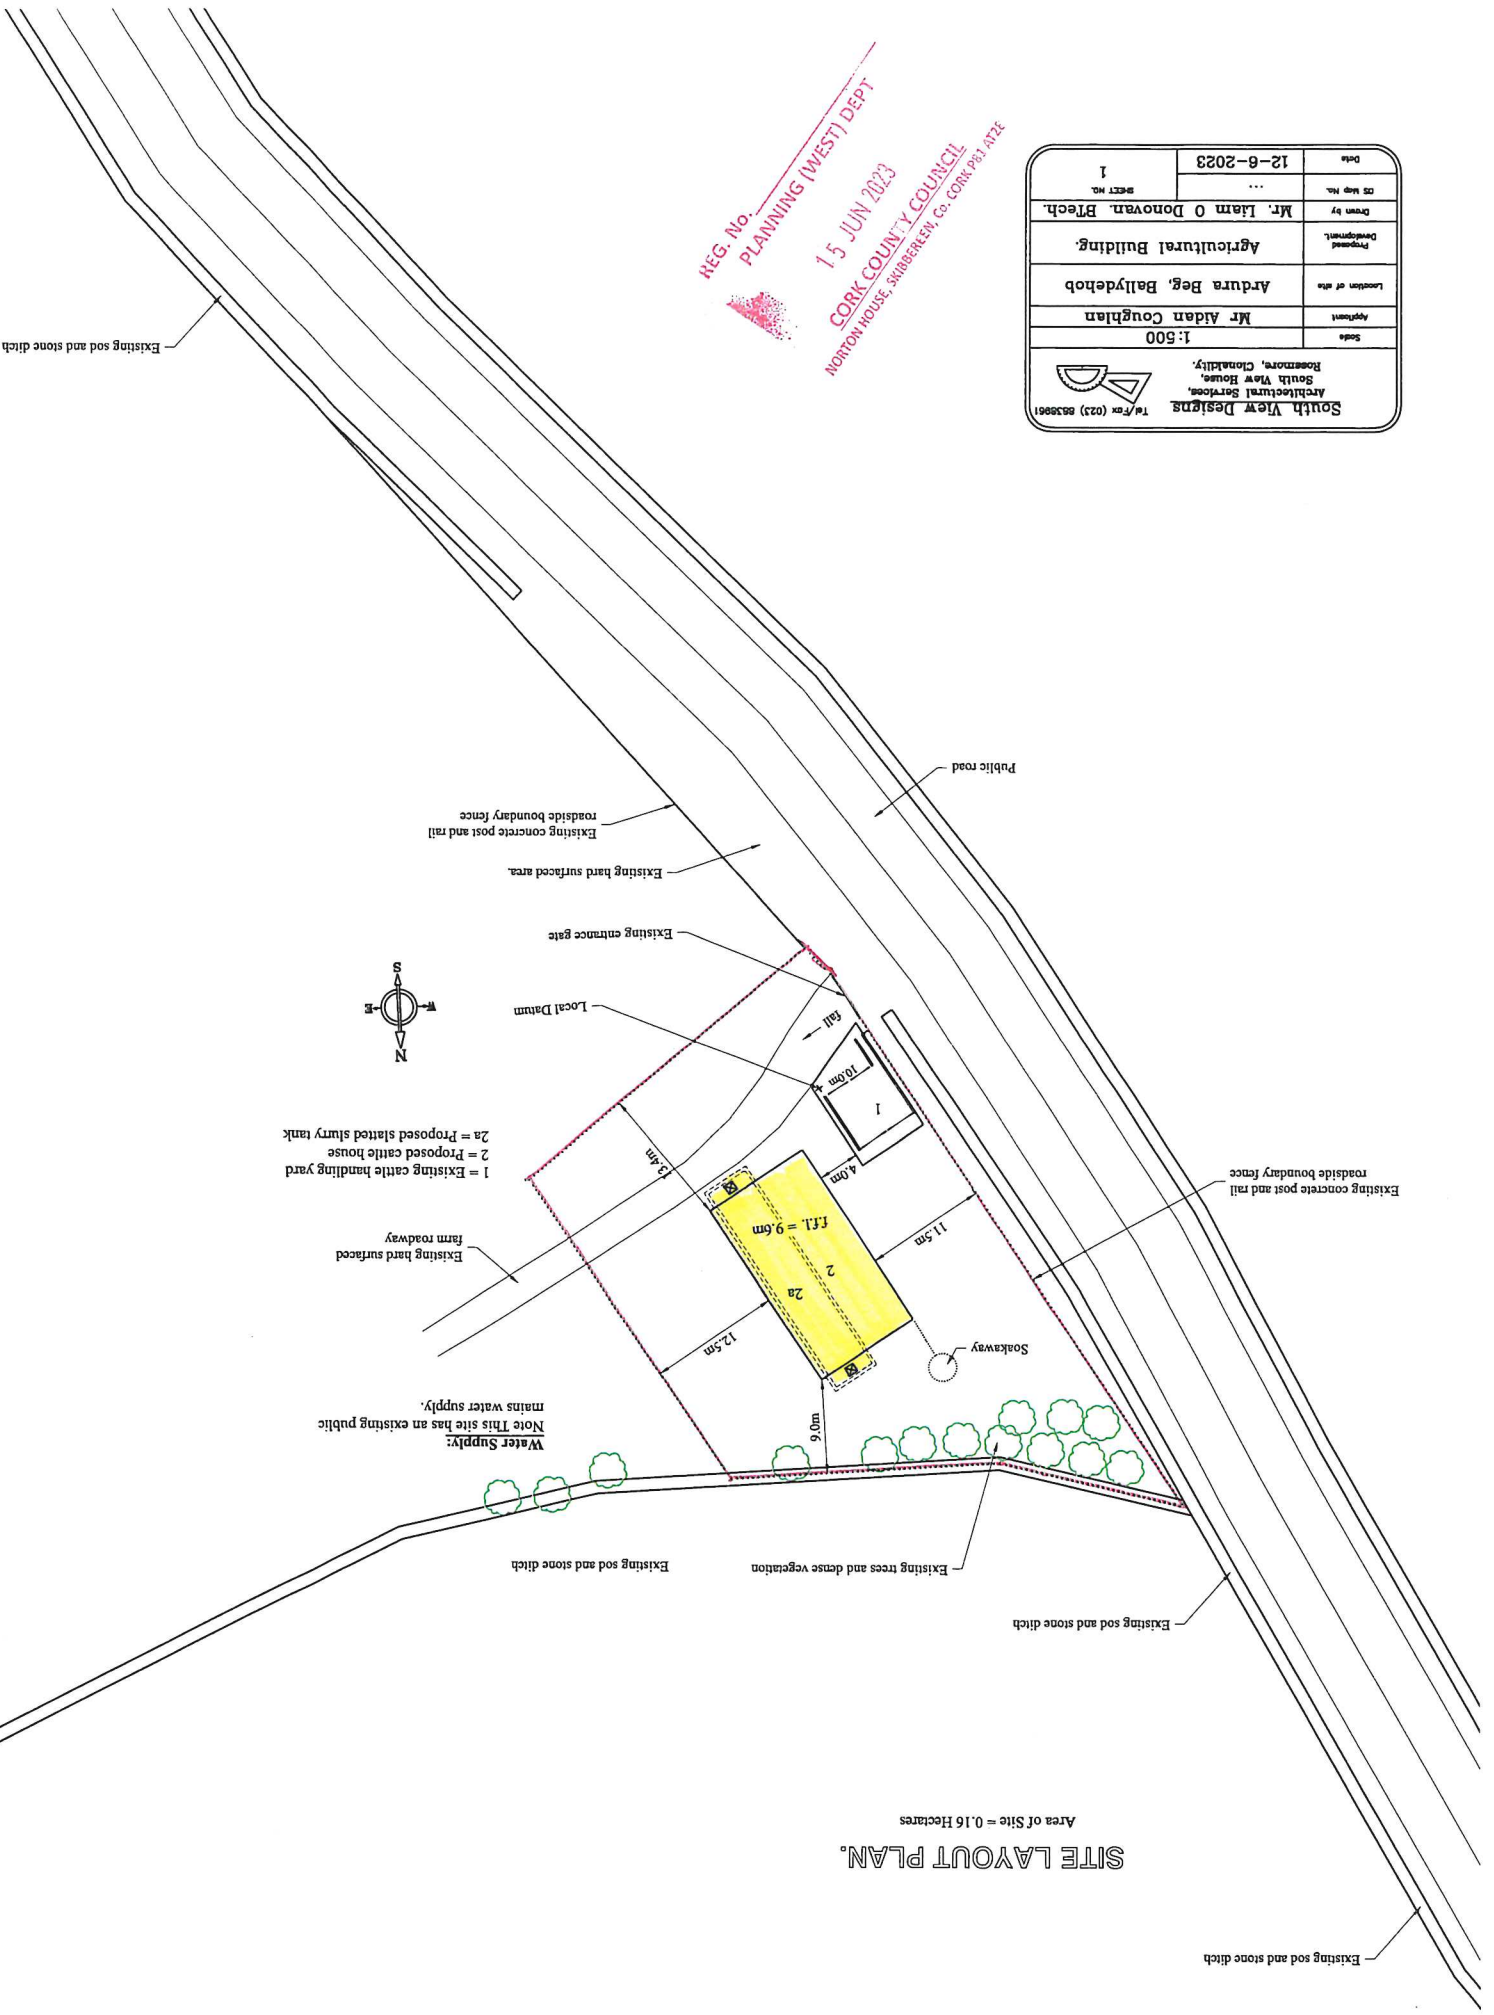 Existing sod and stone ditch
SITE LAYOUT PLAN.
Area of Site = 0.16 Hectares
Existing sod and stone ditch
Existing trees and dense vegetation
Existing sod and stone ditch
Water Supply:
Note This site has an existing public
mains water supply.
9.0m
Soakaway
12.5m
2a
2
f.f.l. = 9.6m
11.5m
Existing hard surfaced
farm roadway
Existing concrete post and rail
roadside boundary fence
4.0m
13.4m
1 = Existing cattle handling yard
2 = Proposed cattle house
2a = Proposed slatted slurry tank
1
10.0m
fall
N
W
E
S
Local Datum
Existing entrance gate
Existing hard surfaced area.
Existing concrete post and rail
roadside boundary fence
Public road
South View Designs
Architectural Services,
South View House,
Rossmore, Clonakilty.
Tel/Fax (023) 8838961
Scale 1:500
Applicant Mr Aidan Coughlan
Location of site Ardura Beg, Ballydehob
Proposed Development. Agricultural Building.
Drawn by Mr. Liam O Donovan. BTech.
OS Map No. ...
SHEET NO. 1
Date 12-6-2023
Existing sod and stone ditch
REG. No.
PLANNING (WEST) DEPT
15 JUN 2023
CORK COUNTY COUNCIL
NORTON HOUSE, SKIBBEREEN, CO. CORK P81 AT28